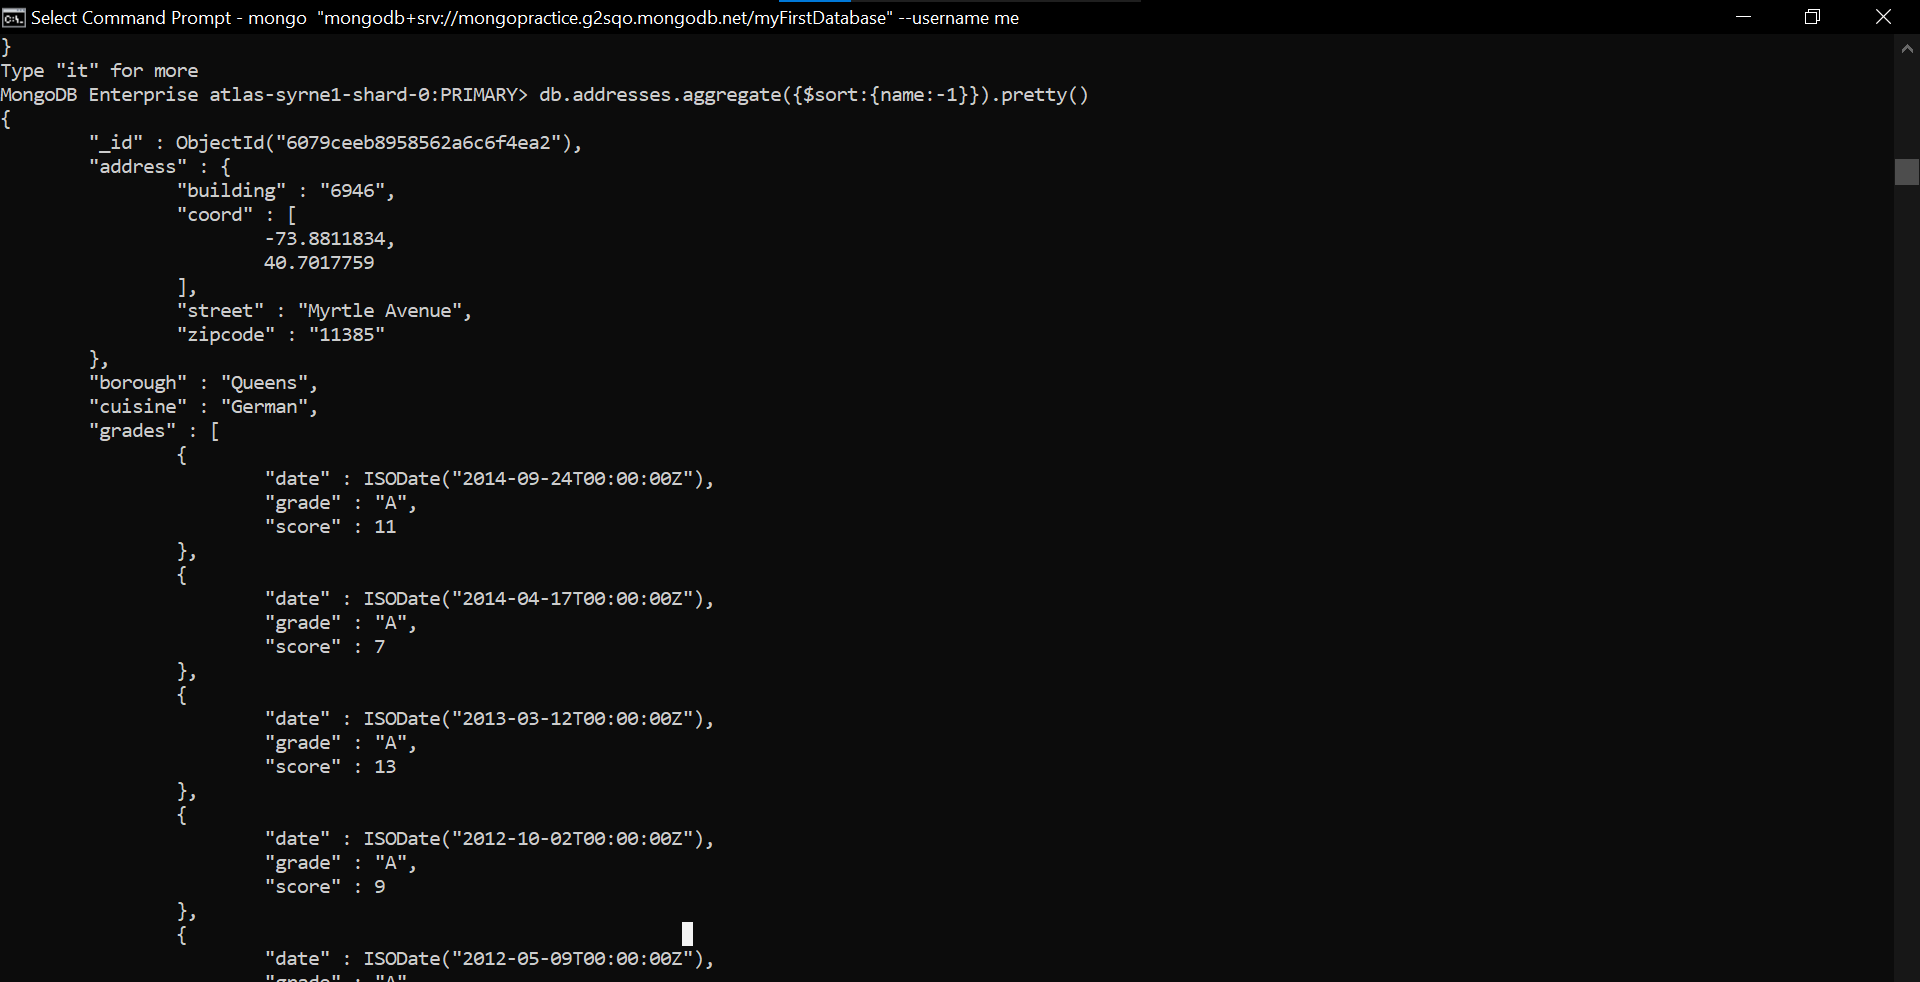 Select Command Prompt - mongo  "mongodb+srv://mongopractice.g2sqo.mongodb.net/myFirstDatabase" --username me
}
Type "it" for more
MongoDB Enterprise atlas-syrne1-shard-0:PRIMARY> db.addresses.aggregate({$sort:{name:-1}}).pretty()
{
        "_id" : ObjectId("6079ceeb8958562a6c6f4ea2"),
        "address" : {
                "building" : "6946",
                "coord" : [
                        -73.8811834,
                        40.7017759
                ],
                "street" : "Myrtle Avenue",
                "zipcode" : "11385"
        },
        "borough" : "Queens",
        "cuisine" : "German",
        "grades" : [
                {
                        "date" : ISODate("2014-09-24T00:00:00Z"),
                        "grade" : "A",
                        "score" : 11
                },
                {
                        "date" : ISODate("2014-04-17T00:00:00Z"),
                        "grade" : "A",
                        "score" : 7
                },
                {
                        "date" : ISODate("2013-03-12T00:00:00Z"),
                        "grade" : "A",
                        "score" : 13
                },
                {
                        "date" : ISODate("2012-10-02T00:00:00Z"),
                        "grade" : "A",
                        "score" : 9
                },
                {
                        "date" : ISODate("2012-05-09T00:00:00Z"),
                        "grade" : "A"